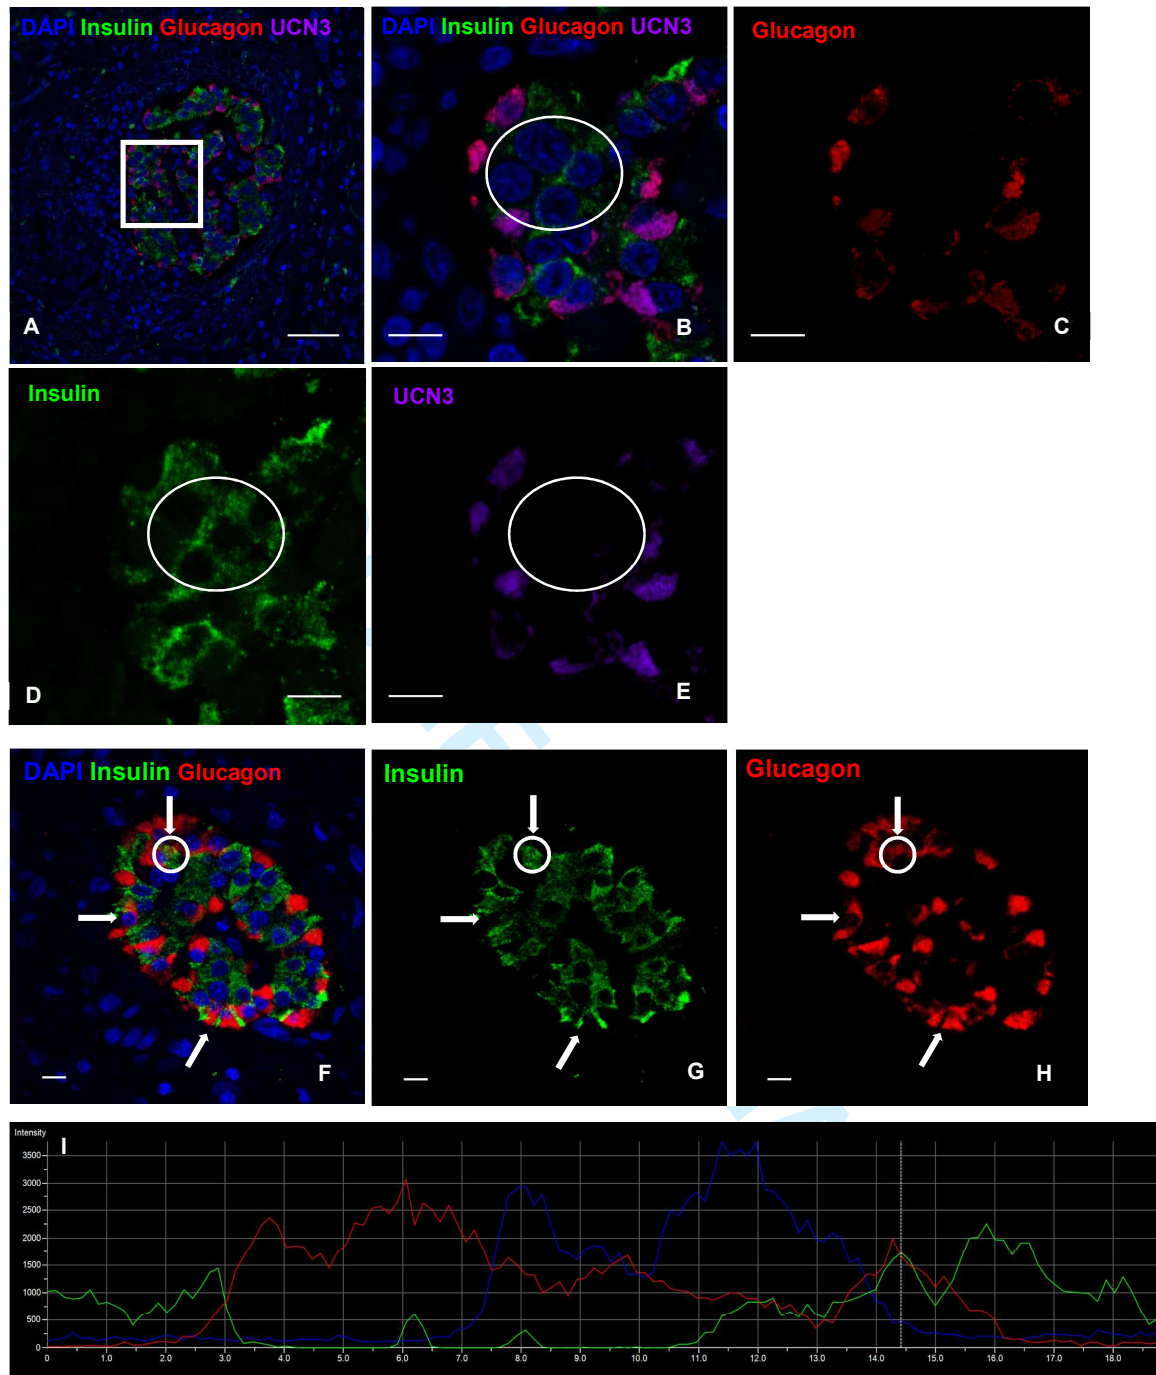 DAPI Insulin Glucagon UCN3
A
DAPI Insulin Glucagon UCN3
B
Glucagon
C
Insulin
D
UCN3
E
DAPI Insulin Glucagon
F
Insulin
G
Glucagon
H
Intensity
I
3500
3000
2500
2000
1500
1000
500
0
0 1.0 2.0 3.0 4.0 5.0 6.0 7.0 8.0 9.0 10.0 11.0 12.0 13.0 14.0 15.0 16.0 17.0 18.0